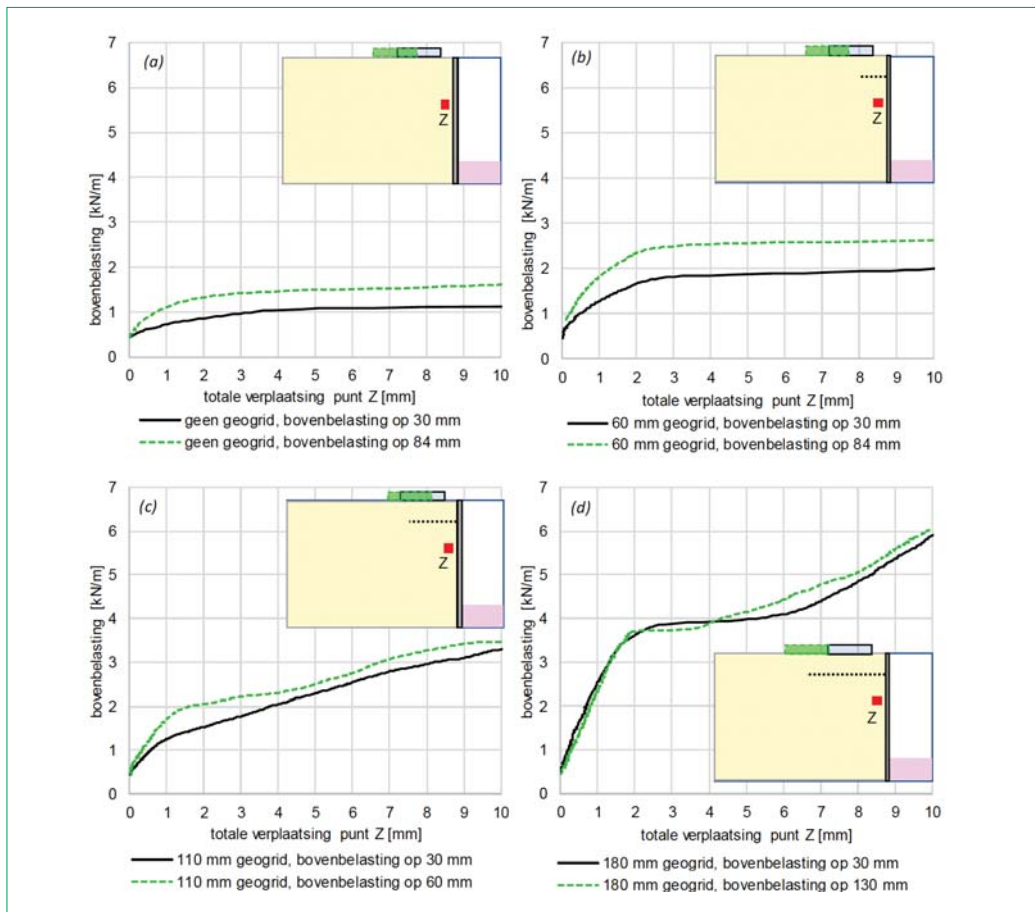 (a)
7
6
5
4
3
2
1
0
bovenbelasting [kN/m]
Z
0 1 2 3 4 5 6 7 8 9 10
totale verplaatsing punt Z [mm]
geen geogrid, bovenbelasting op 30 mm
geen geogrid, bovenbelasting op 84 mm
(b)
7
6
5
4
3
2
1
0
bovenbelasting [kN/m]
Z
0 1 2 3 4 5 6 7 8 9 10
totale verplaatsing punt Z [mm]
60 mm geogrid, bovenbelasting op 30 mm
60 mm geogrid, bovenbelasting op 84 mm
(c)
7
6
5
4
3
2
1
0
bovenbelasting [kN/m]
Z
0 1 2 3 4 5 6 7 8 9 10
totale verplaatsing punt Z [mm]
110 mm geogrid, bovenbelasting op 30 mm
110 mm geogrid, bovenbelasting op 60 mm
(d)
7
6
5
4
3
2
1
0
bovenbelasting [kN/m]
Z
0 1 2 3 4 5 6 7 8 9 10
totale verplaatsing punt Z [mm]
180 mm geogrid, bovenbelasting op 30 mm
180 mm geogrid, bovenbelasting op 130 mm